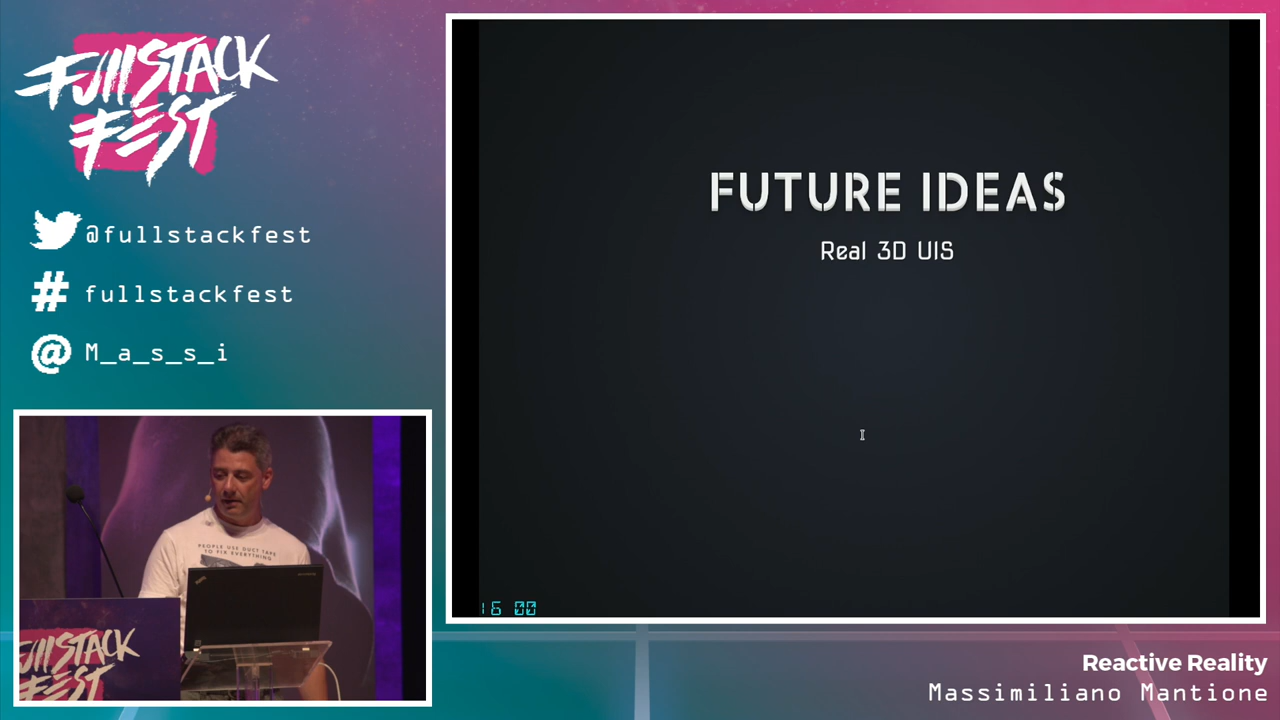 FullSTACK
FEST
@fullstackfest
# fullstackfest
@ M_a_s_s_i
FUTURE IDEAS
Real 3D UIS
16 00
PEOPLE USE DUCT TAPE
TO FIX EVERYTHING
FullSTACK
FEST
Reactive Reality
Massimiliano Mantione